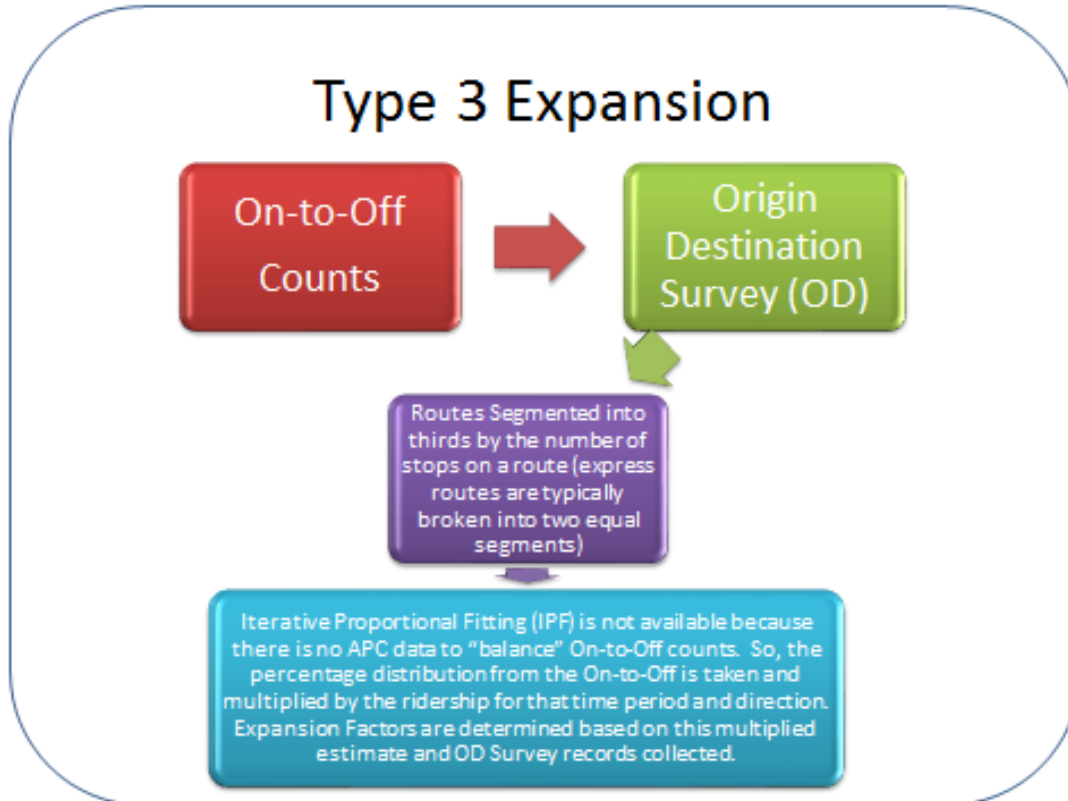 Type 3 Expansion
On-to-Off
Counts
Origin
Destination
Survey (OD)
Routes Segmented into
thirds by the number of
stops on a route (express
routes are typically
broken into two equal
segments)
Iterative Proportional Fitting (IPF) is not available because
there is no APC data to “balance” On-to-Off counts. So, the
percentage distribution from the On-to-Off is taken and
multiplied by the ridership for that time period and direction.
Expansion Factors are determined based on this multiplied
estimate and OD Survey records collected.